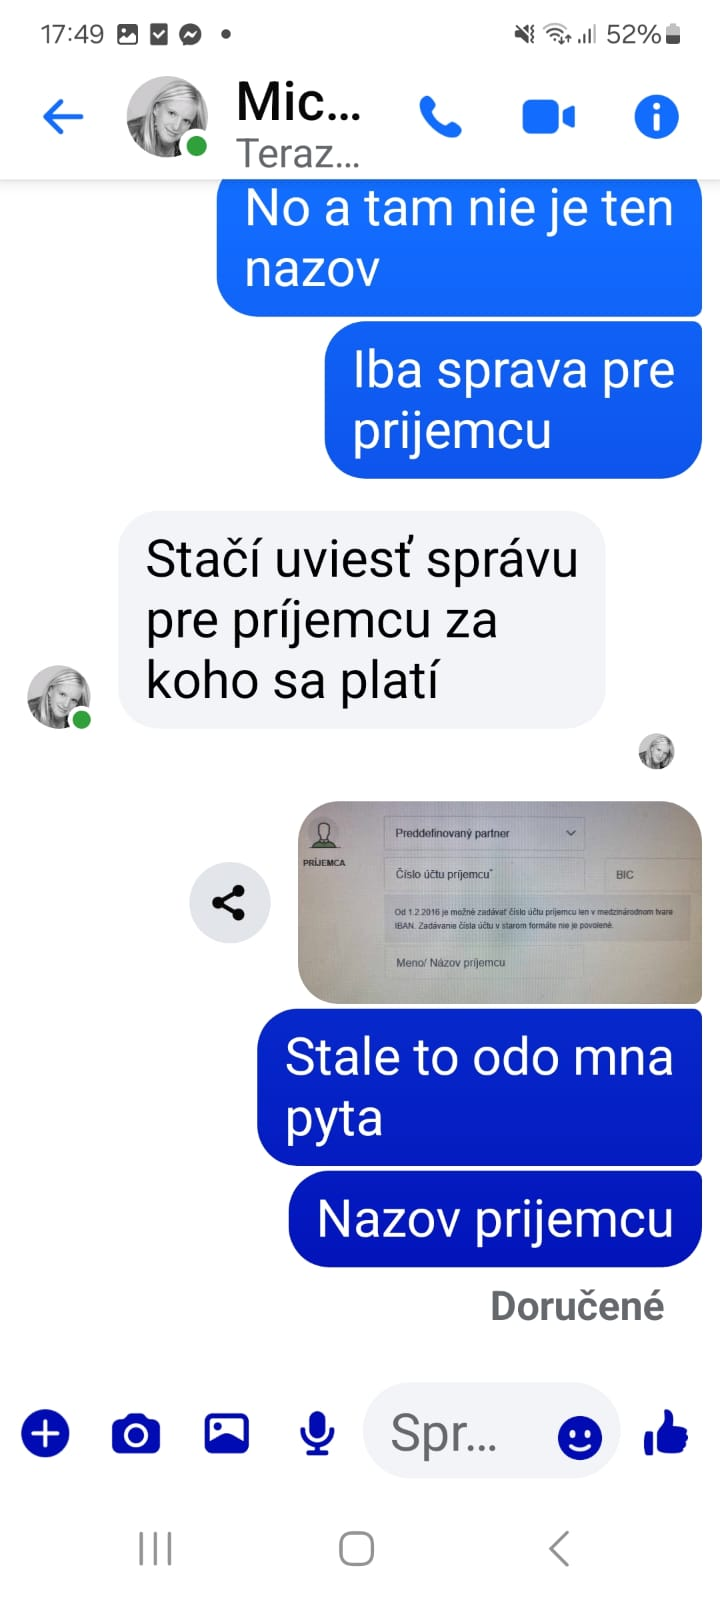 17:49
52%
Mic...
Teraz...
No a tam nie je ten
nazov
Iba sprava pre
prijemcu
Stačí uviesť správu
pre príjemcu za
koho sa platí
Preddefinovaný partner
PRÍJEMCA
Číslo účtu príjemcu*
BIC
Od 1.2.2016 je možné zadávať číslo účtu príjemcu len v medzinárodnom tvare
IBAN. Zadávanie čísla účtu v starom formáte nie je povolené.
Meno/ Názov príjemcu
Stale to odo mna
pyta
Nazov prijemcu
Doručené
Spr...